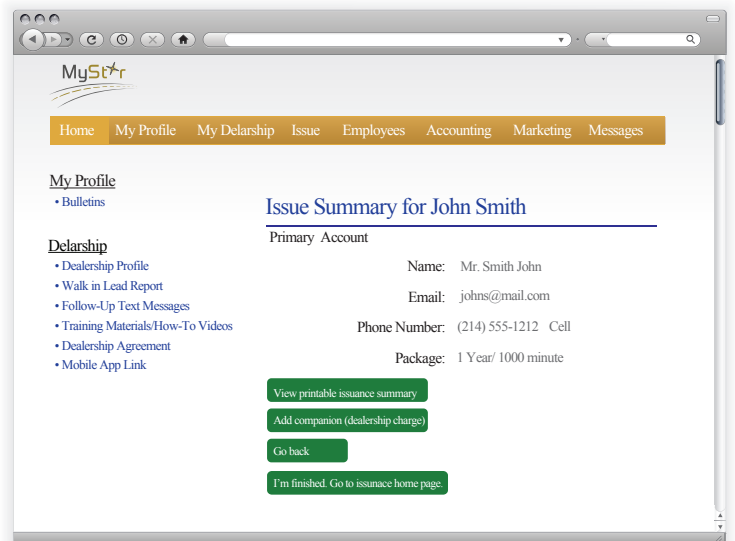 MyStar
Home My Profile My Delarship Issue Employees Accounting Marketing Messages
My Profile
• Bulletins
Delarship
• Dealership Profile
• Walk in Lead Report
• Follow-Up Text Messages
• Training Materials/How-To Videos
• Dealership Agreement
• Mobile App Link
Issue Summary for John Smith
Primary Account
Name: Mr. Smith John
Email: johns@mail.com
Phone Number: (214) 555-1212 Cell
Package: 1 Year/ 1000 minute
View printable issuance summary
Add companion (dealership charge)
Go back
I'm finished. Go to issunace home page.